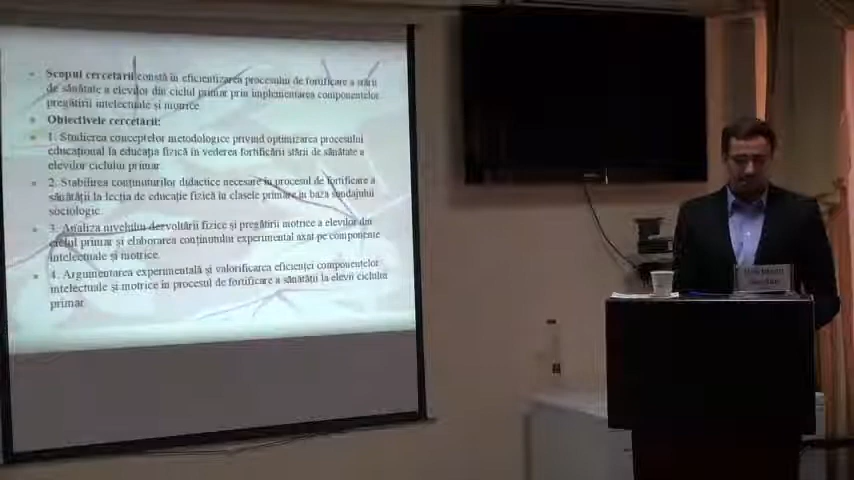 Scopul cercetării constă în eficientizarea procesului de fortificare a stării
de sănătate a elevilor din ciclul primar prin implementarea componentelor
pregătirii intelectuale și motrice.
Obiectivele cercetării:
1. Studierea conceptelor metodologice privind optimizarea procesului
educațional la educația fizică în vederea fortificării stării de sănătate a
elevilor ciclului primar.
2. Stabilirea conținuturilor didactice necesare în procesul de fortificare a
sănătății la lecția de educație fizică în clasele primare în baza sondajului
sociologic.
3. Analiza nivelului dezvoltării fizice și pregătirii motrice a elevilor din
ciclul primar și elaborarea conținutului experimental axat pe componente
intelectuale și motrice.
4. Argumentarea experimentală și valorificarea eficienței componentelor
intelectuale și motrice în procesul de fortificare a sănătății la elevii ciclului
primar.